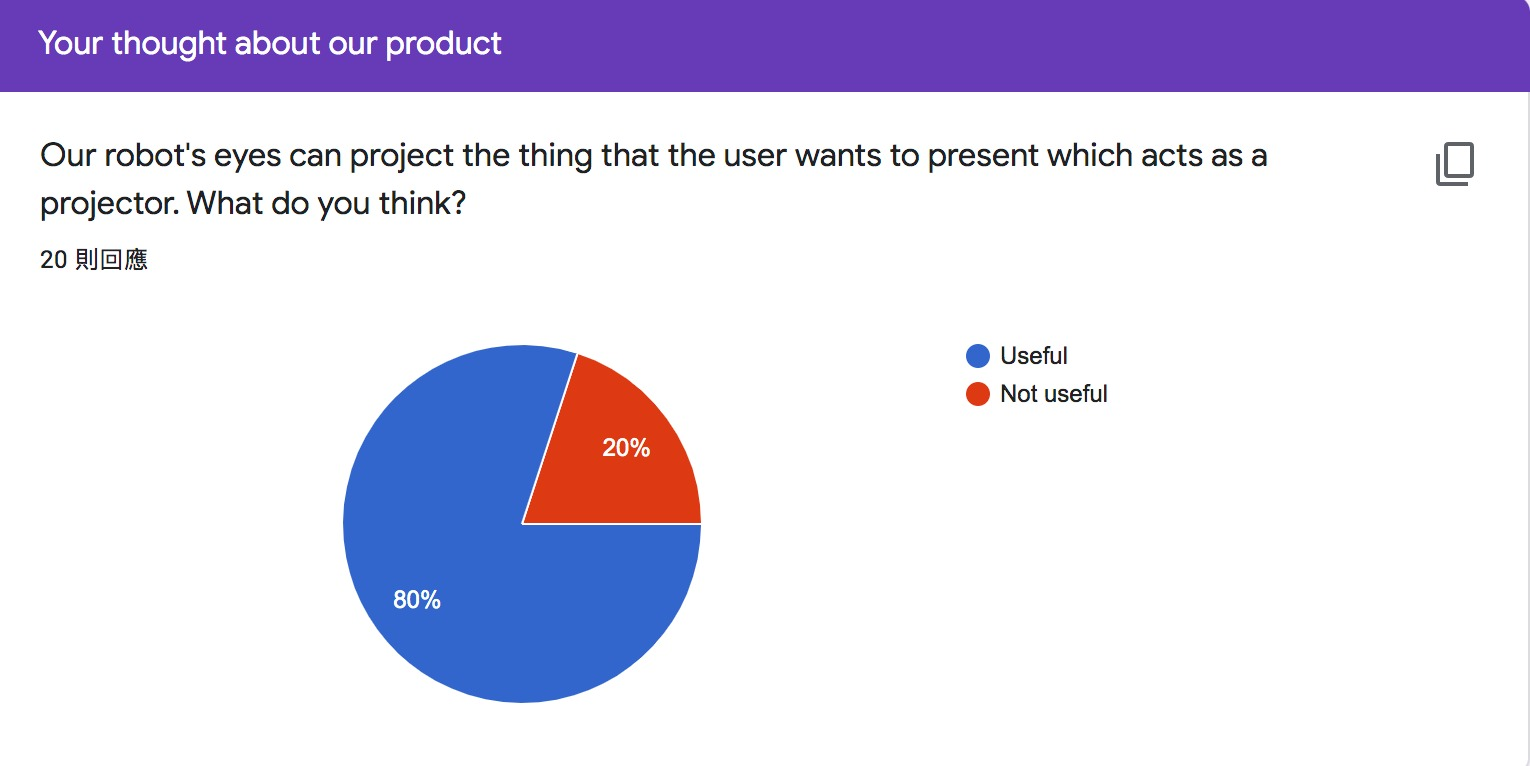 Your thought about our product
Our robot's eyes can project the thing that the user wants to present which acts as a
projector. What do you think?
20 則回應
Useful
Not useful
20%
80%